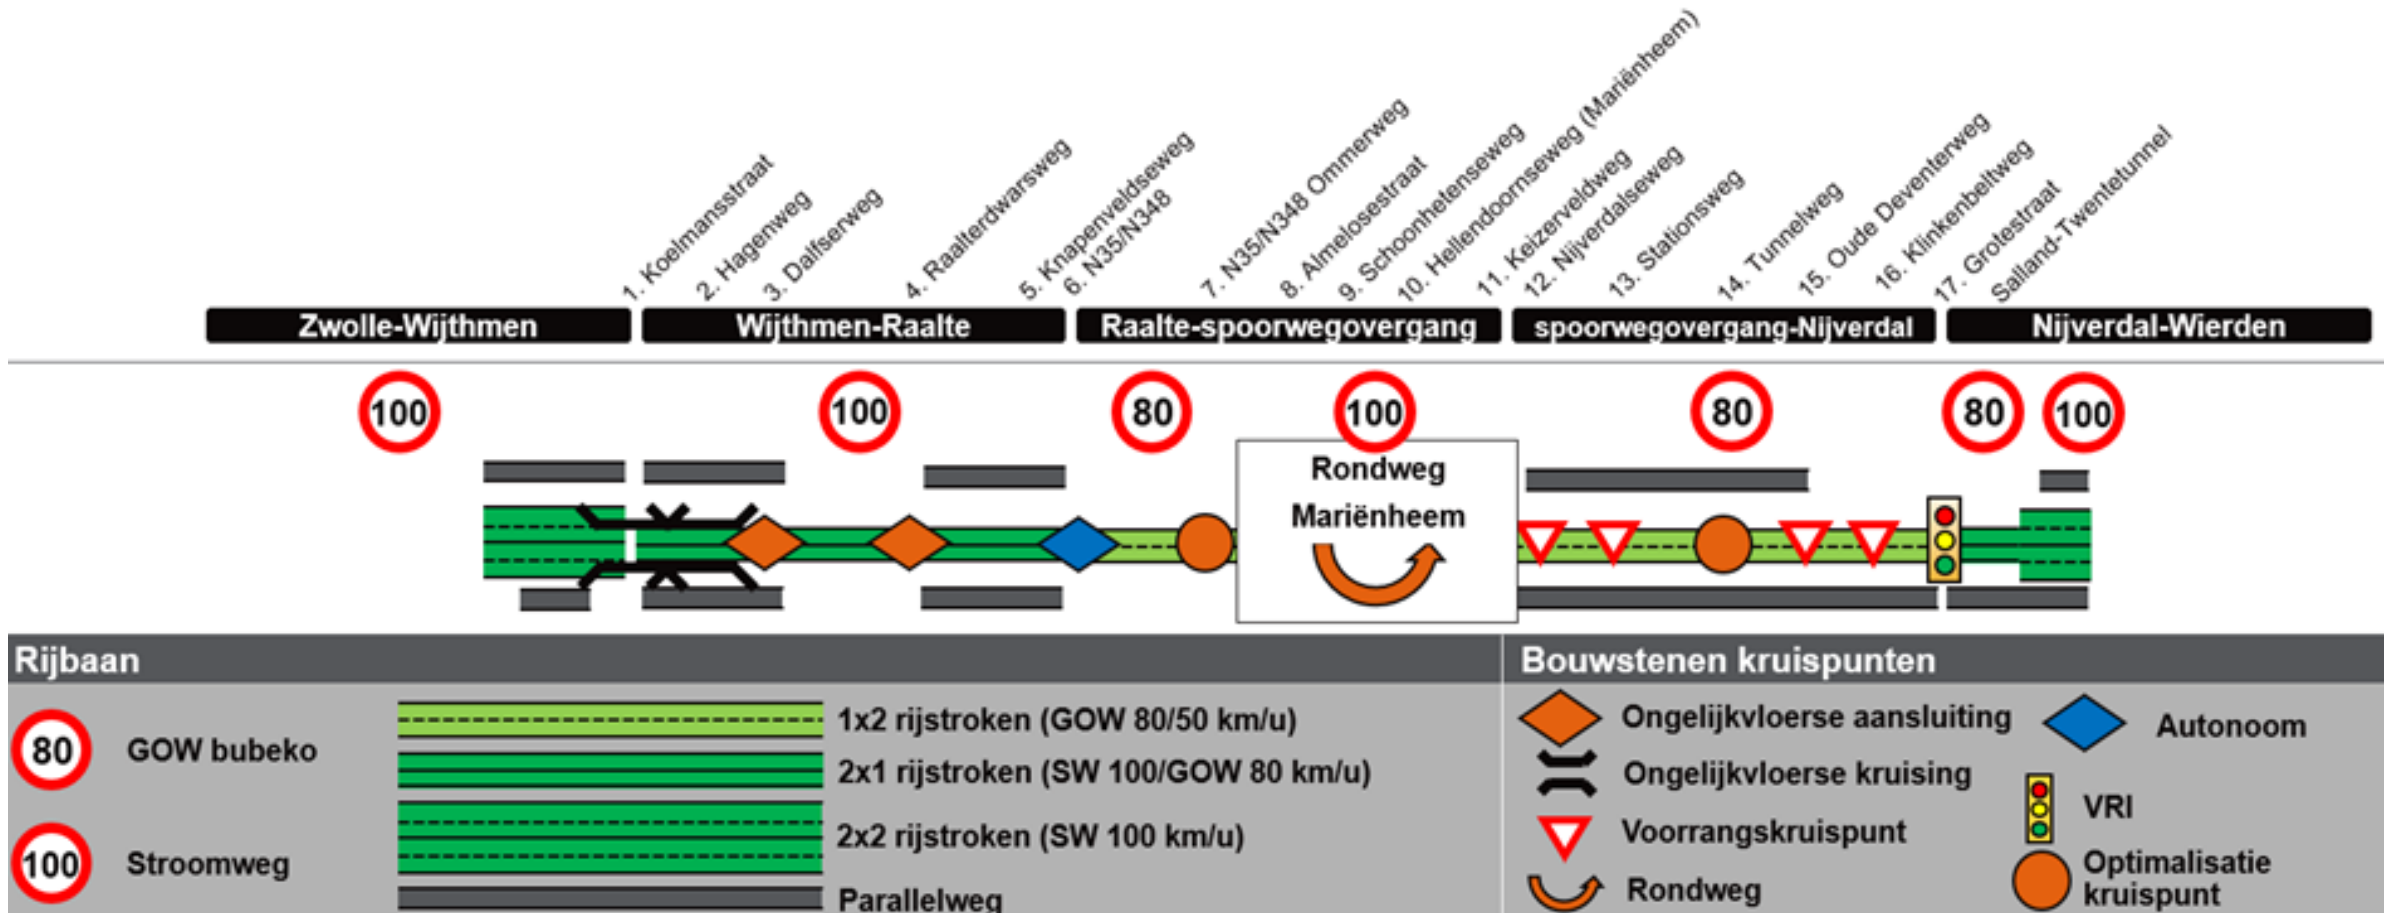 1. Koelmansstraat
2. Hagenweg
3. Dalfserweg
4. Raalterdwarsweg
5. Knapenveldseweg
6. N35/N348
7. N35/N348 Ommerweg
8. Almelosestraat
9. Schoonhetenseweg
10. Hellendoornseweg (Mariënheem)
11. Keizerveldweg
12. Nijverdalseweg
13. Stationsweg
14. Tunnelweg
15. Oude Deventerweg
16. Klinkenbeltweg
17. Grotestraat
Salland-Twentetunnel
Zwolle-Wijthmen
Wijthmen-Raalte
Raalte-spoorwegovergang
spoorwegovergang-Nijverdal
Nijverdal-Wierden
100
100
80
100
80
80
100
Rondweg
Mariënheem
Rijbaan
80
GOW bubeko
100
Stroomweg
1x2 rijstroken (GOW 80/50 km/u)
2x1 rijstroken (SW 100/GOW 80 km/u)
2x2 rijstroken (SW 100 km/u)
Parallelweg
Bouwstenen kruispunten
Ongelijkvloerse aansluiting
Ongelijkvloerse kruising
Voorrangskruispunt
Rondweg
Autonoom
VRI
Optimalisatie
kruispunt